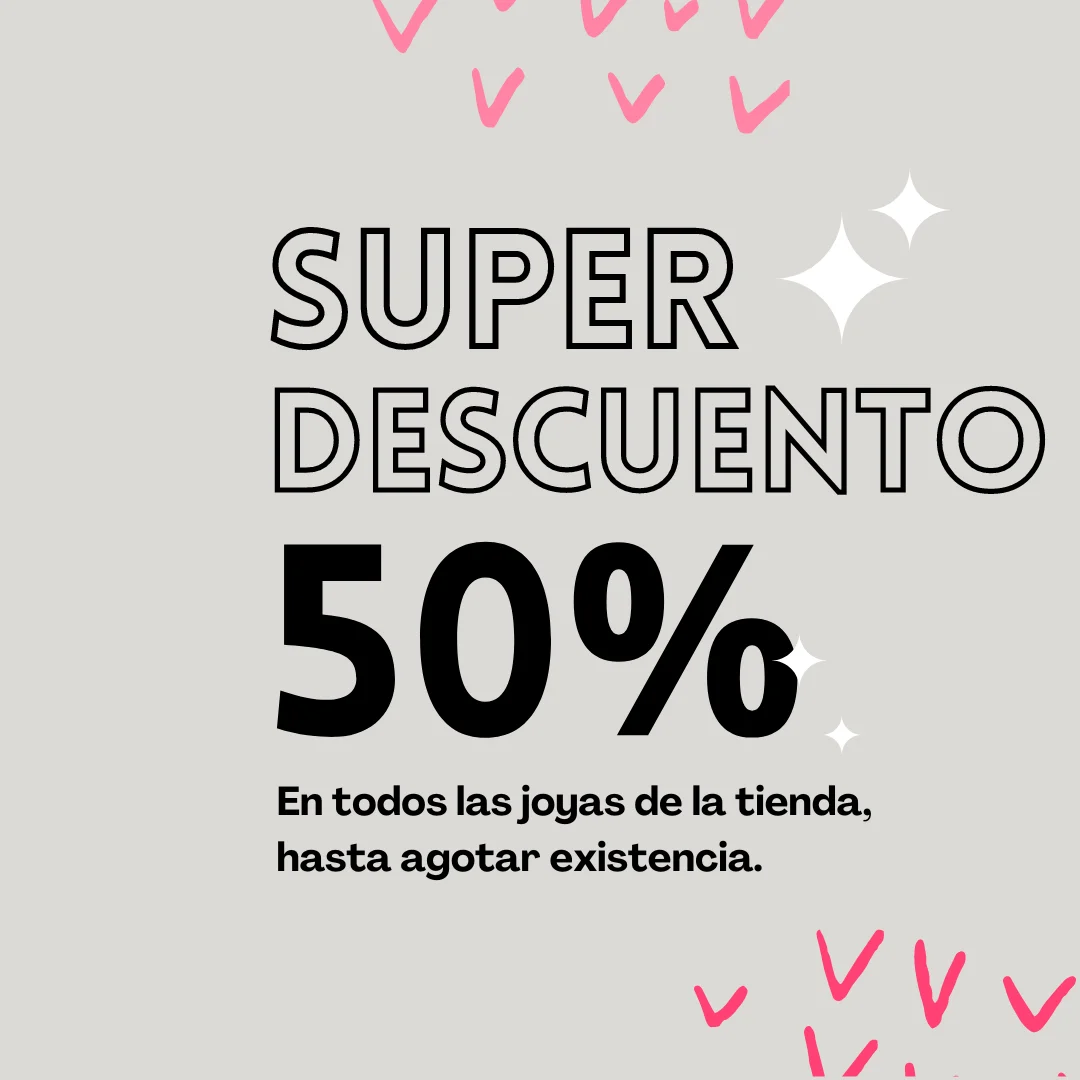 SUPER
DESCUENTO
50%
En todos las joyas de la tienda,
hasta agotar existencia.